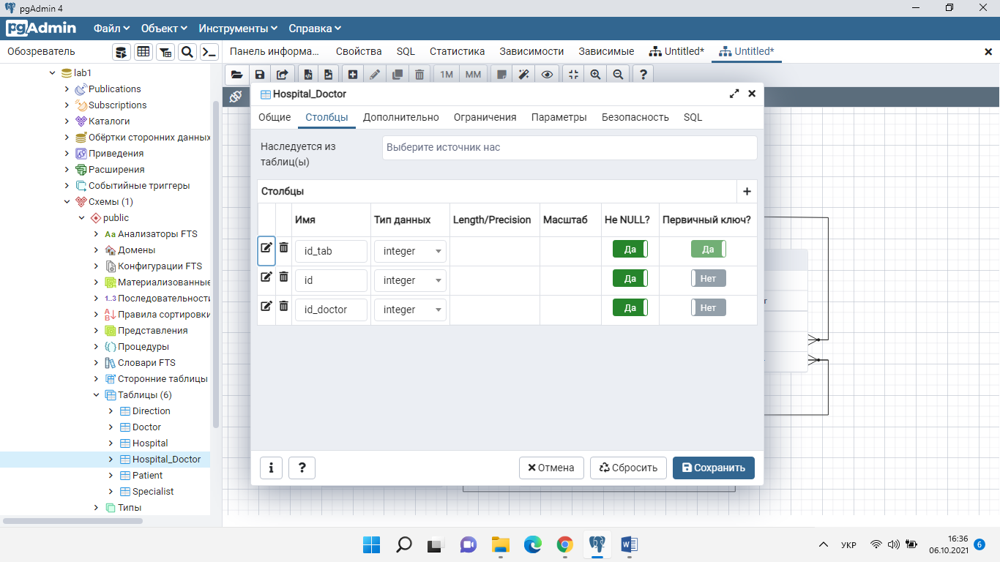 pgAdmin 4
pgAdmin Файл Объект Инструменты Справка
Обозреватель
Панель информа... Свойства SQL Статистика Зависимости Зависимые Untitled* Untitled*
1M MM ?
lab1
Publications
Subscriptions
Каталоги
Обёртки сторонних данных
Приведения
Расширения
Событийные триггеры
Схемы (1)
public
Aa Анализаторы FTS
Домены
Конфигурации FTS
Материализованные
1..3 Последовательности
Правила сортировки
Представления
Процедуры
Словари FTS
Сторонние таблицы
Таблицы (6)
Direction
Doctor
Hospital
Hospital_Doctor
Patient
Specialist
Типы
Hospital_Doctor
Общие Столбцы Дополнительно Ограничения Параметры Безопасность SQL
Наследуется из
таблиц(ы)
Выберите источник нас
Столбцы
Имя Тип данных Length/Precision Масштаб Не NULL? Первичный ключ?
id_tab integer Да Да
id integer Да Нет
id_doctor integer Да Нет
i ? Отмена Сбросить Сохранить
УКР 16:36 6
06.10.2021